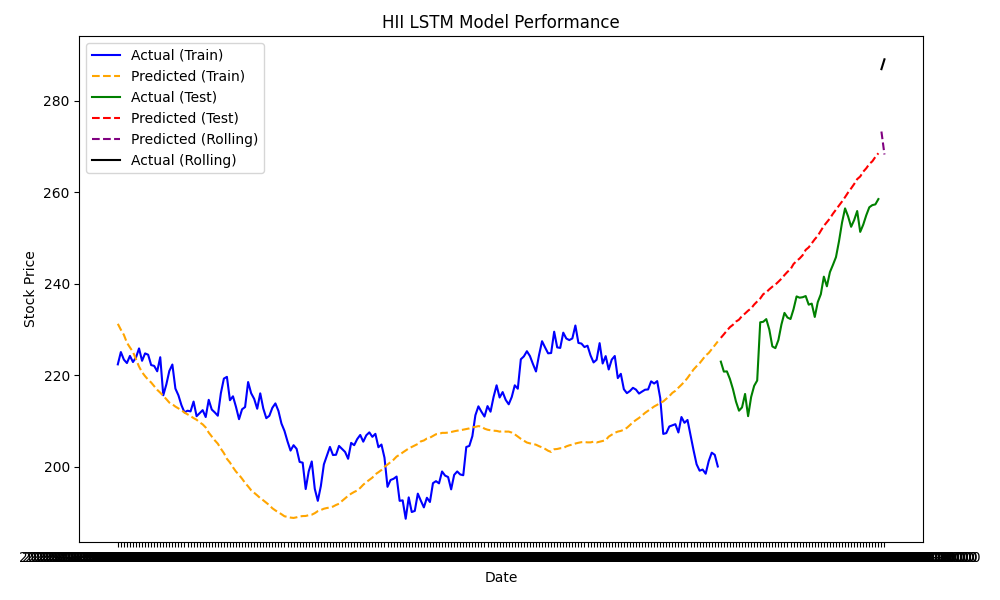 HII LSTM Model Performance
Actual (Train)
Predicted (Train)
Actual (Test)
Predicted (Test)
Predicted (Rolling)
Actual (Rolling)
280
260
240
220
200
Stock Price
Date